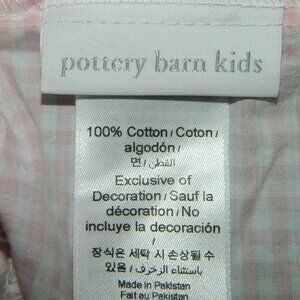 pottery barn kids
100% Cotton / Coton /
algodón /
면 / القطن /
Exclusive of
Decoration / Sauf la
décoration / No
incluye la decoración
/
장식은 세탁 시 손상될 수
있음 / باستثناء الزخرف /
Made in Pakistan
Fait au Pakistan